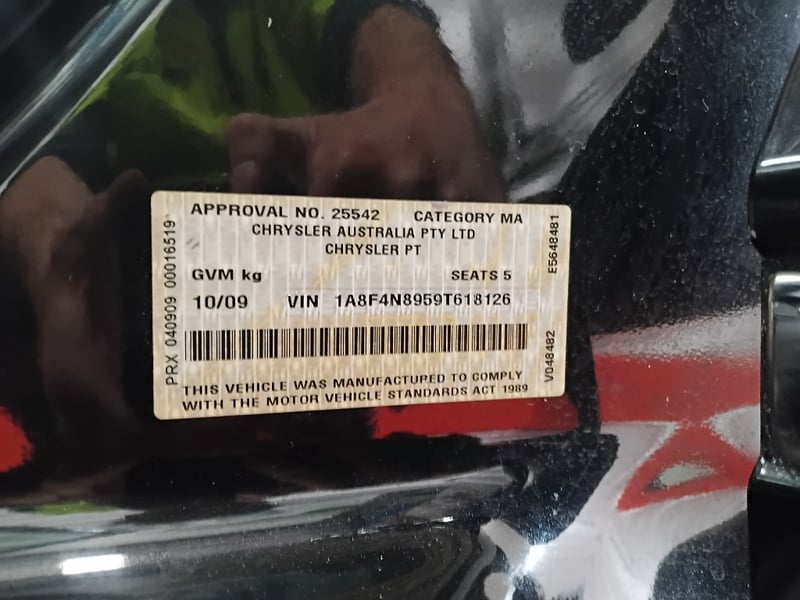 APPROVAL NO. 25542 CATEGORY MA
CHRYSLER AUSTRALIA PTY LTD
CHRYSLER PT
GVM kg SEATS 5
10/09 VIN 1A8F4N8959T618126
THIS VEHICLE WAS MANUFACTURED TO COMPLY
WITH THE MOTOR VEHICLE STANDARDS ACT 1989
PRX 040909 00016519
E5648481
V048482